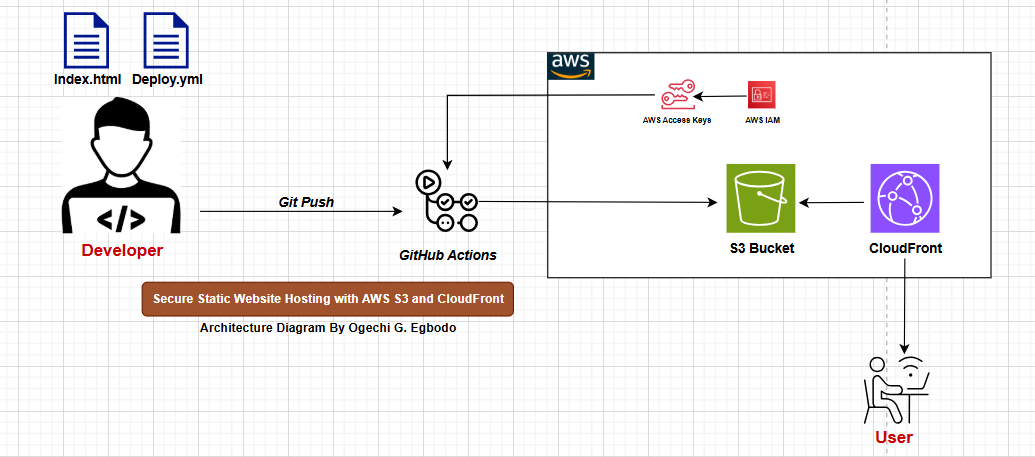 Index.html
Deploy.yml
aws
AWS Access Keys
AWS IAM
Git Push
</>
Developer
GitHub Actions
S3 Bucket
CloudFront
Secure Static Website Hosting with AWS S3 and CloudFront
Architecture Diagram By Ogechi G. Egbodo
User